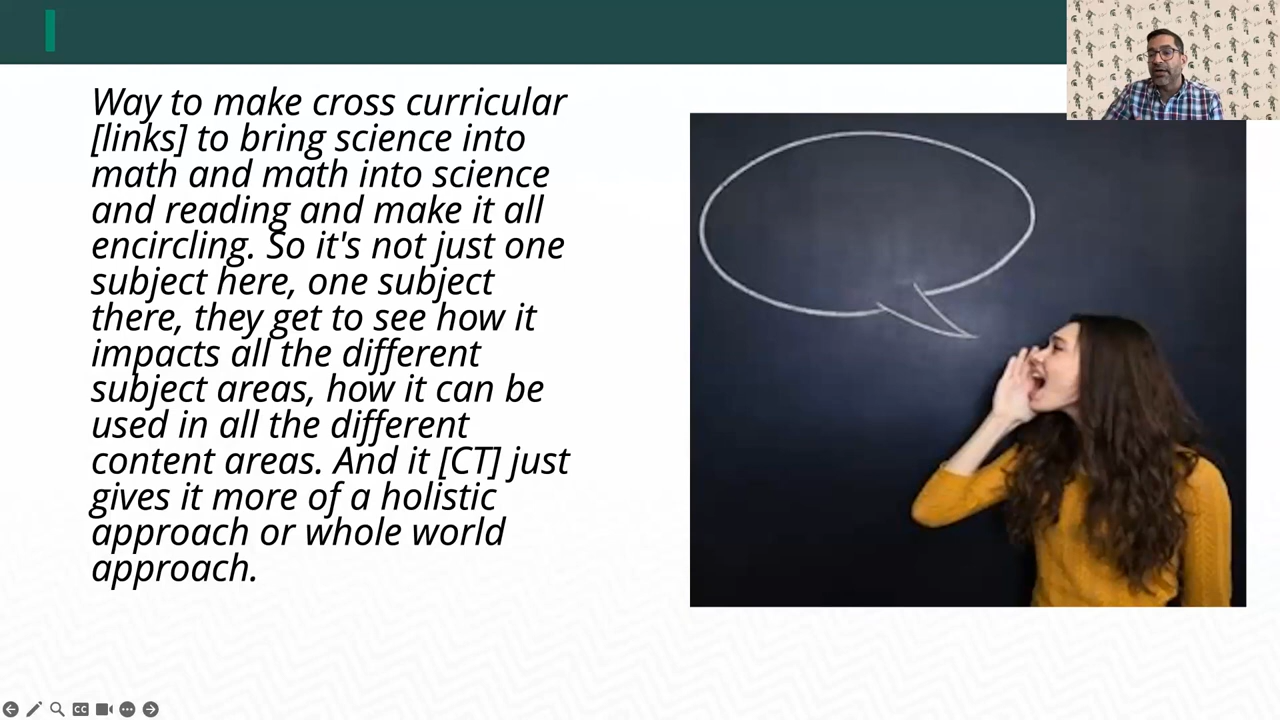 Way to make cross curricular
[links] to bring science into
math and math into science
and reading and make it all
encircling. So it's not just one
subject here, one subject
there, they get to see how it
impacts all the different
subject areas, how it can be
used in all the different
content areas. And it [CT] just
gives it more of a holistic
approach or whole world
approach.
CC